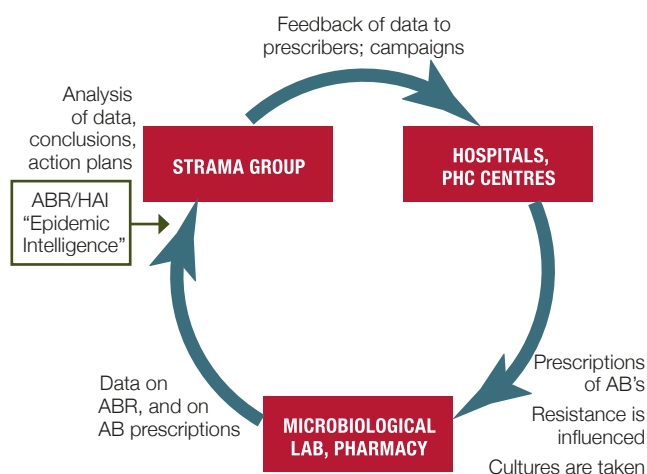 Feedback of data to
prescribers; campaigns
Analysis
of data,
conclusions,
action plans
STRAMA GROUP
HOSPITALS,
PHC CENTRES
ABR/HAI
“Epidemic
Intelligence”
Prescriptions
of AB’s
Resistance is
influenced
Cultures are taken
Data on
ABR, and on
AB prescriptions
MICROBIOLOGICAL
LAB, PHARMACY